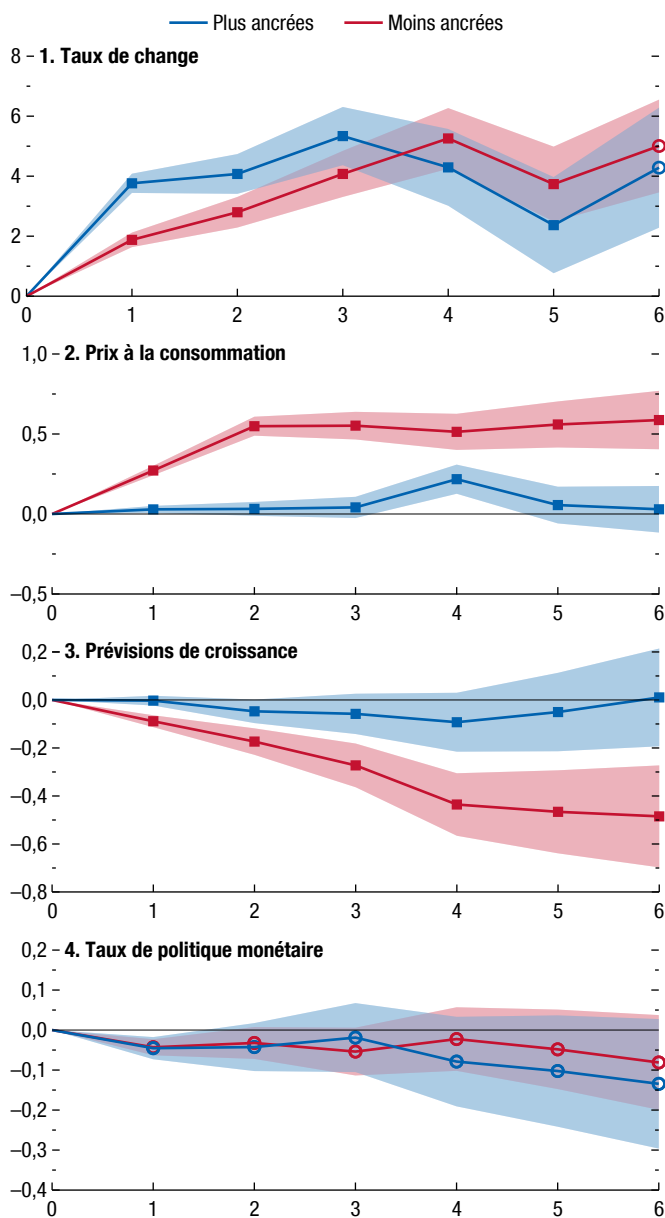 Plus ancrées Moins ancrées
8 1. Taux de change
6
4
2
0
0 1 2 3 4 5 6
1,0 2. Prix à la consommation
0,5
0,0
–0,5
0 1 2 3 4 5 6
0,2 3. Prévisions de croissance
0,0
–0,2
–0,4
–0,6
–0,8
0 1 2 3 4 5 6
0,2 4. Taux de politique monétaire
0,1
0,0
–0,1
–0,2
–0,3
–0,4
0 1 2 3 4 5 6